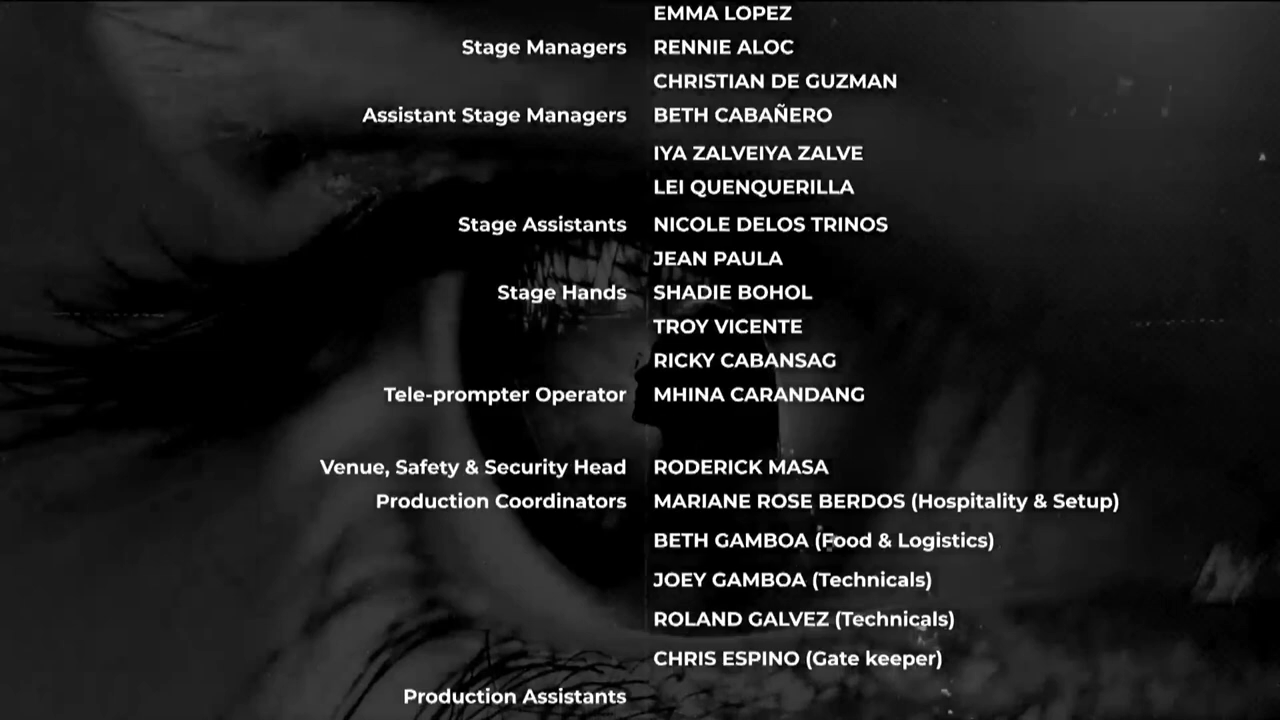 EMMA LOPEZ
Stage Managers RENNIE ALOC
CHRISTIAN DE GUZMAN
Assistant Stage Managers BETH CABAÑERO
IYA ZALVEIYA ZALVE
LEI QUENQUERILLA
Stage Assistants NICOLE DELOS TRINOS
JEAN PAULA
Stage Hands SHADIE BOHOL
TROY VICENTE
RICKY CABANSAG
Tele-prompter Operator MHINA CARANDANG
Venue, Safety & Security Head RODERICK MASA
Production Coordinators MARIANE ROSE BERDOS (Hospitality & Setup)
BETH GAMBOA (Food & Logistics)
JOEY GAMBOA (Technicals)
ROLAND GALVEZ (Technicals)
CHRIS ESPINO (Gate keeper)
Production Assistants